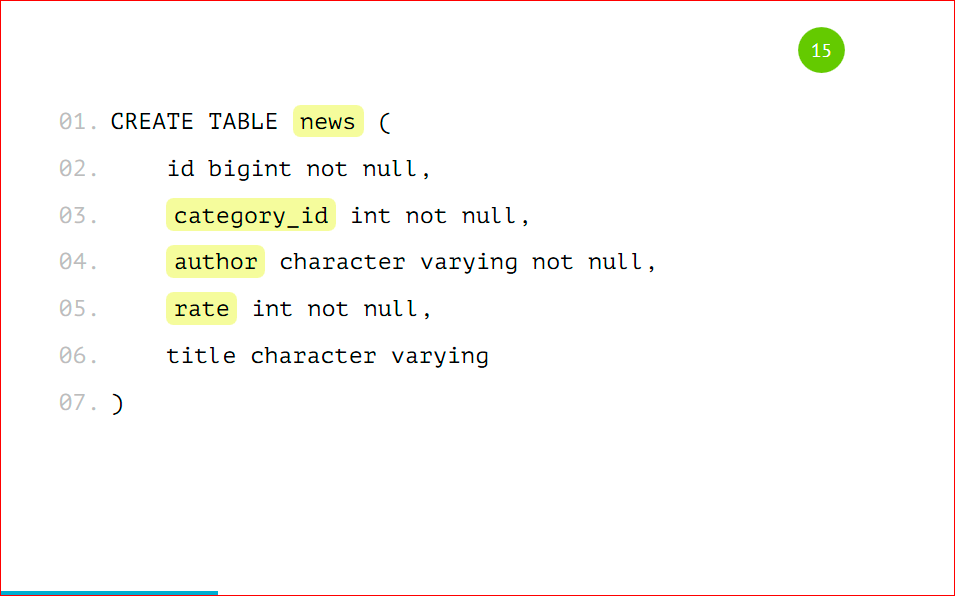 15
01. CREATE TABLE news (
02.     id bigint not null,
03.     category_id int not null,
04.     author character varying not null,
05.     rate int not null,
06.     title character varying
07. )